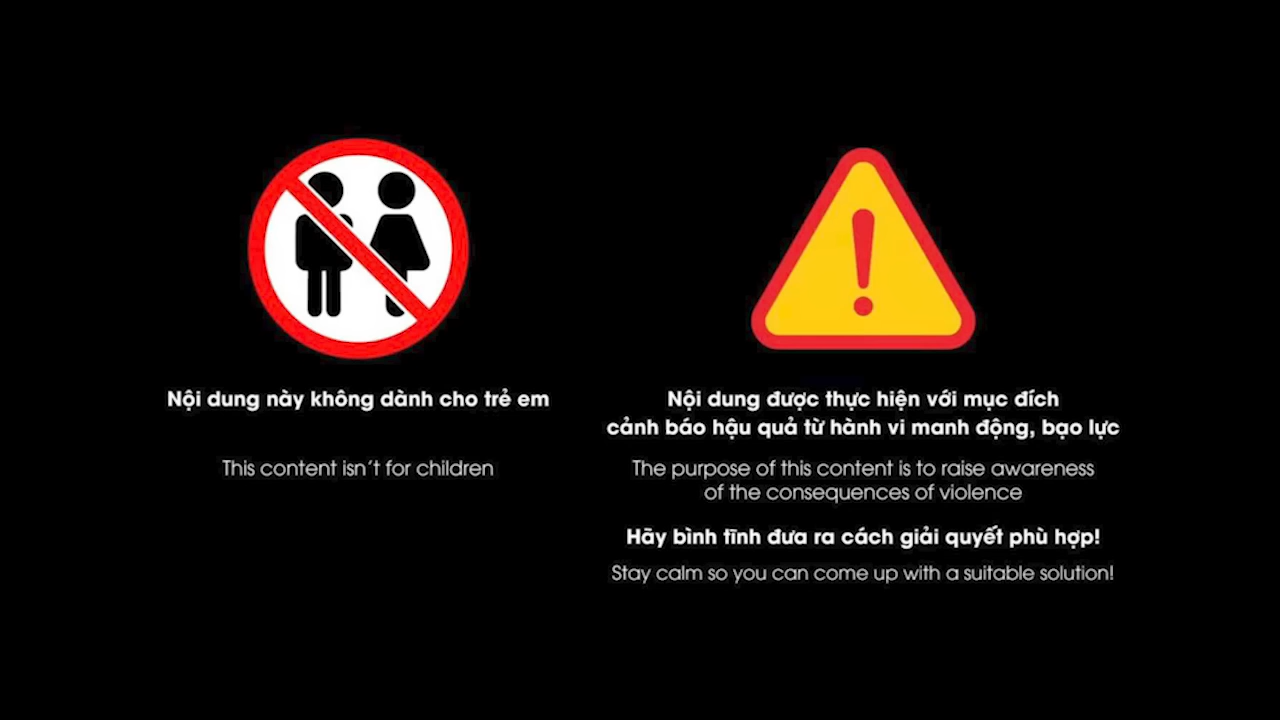 Nội dung này không dành cho trẻ em
This content isn't for children
Nội dung được thực hiện với mục đích
cảnh báo hậu quả từ hành vi manh động, bạo lực
The purpose of this content is to raise awareness
of the consequences of violence
Hãy bình tĩnh đưa ra cách giải quyết phù hợp!
Stay calm so you can come up with a suitable solution!